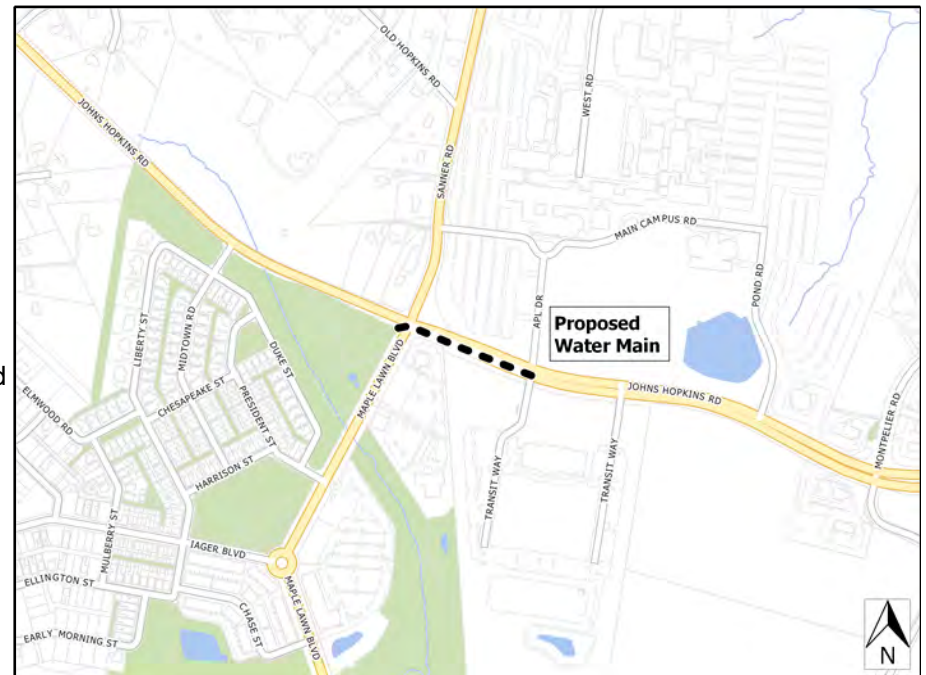 OLD HOPKINS RD
WEST RD
JOHNS HOPKINS RD
SANNER RD
MAIN CAMPUS RD
POND RD
APL DR
Proposed
Water Main
LIBERTY ST
MIDTOWN RD
DUKE ST
MAPLE LAWN BLVD
JOHNS HOPKINS RD
ELMWOOD RD
CHESAPEAKE ST
PRESIDENT ST
MONTPELIER RD
HARRISON ST
TRANSIT WAY
TRANSIT WAY
MULBERRY ST
IAGER BLVD
ELLINGTON ST
CHASE ST
MAPLE LAWN BLVD
EARLY MORNING ST
N
d